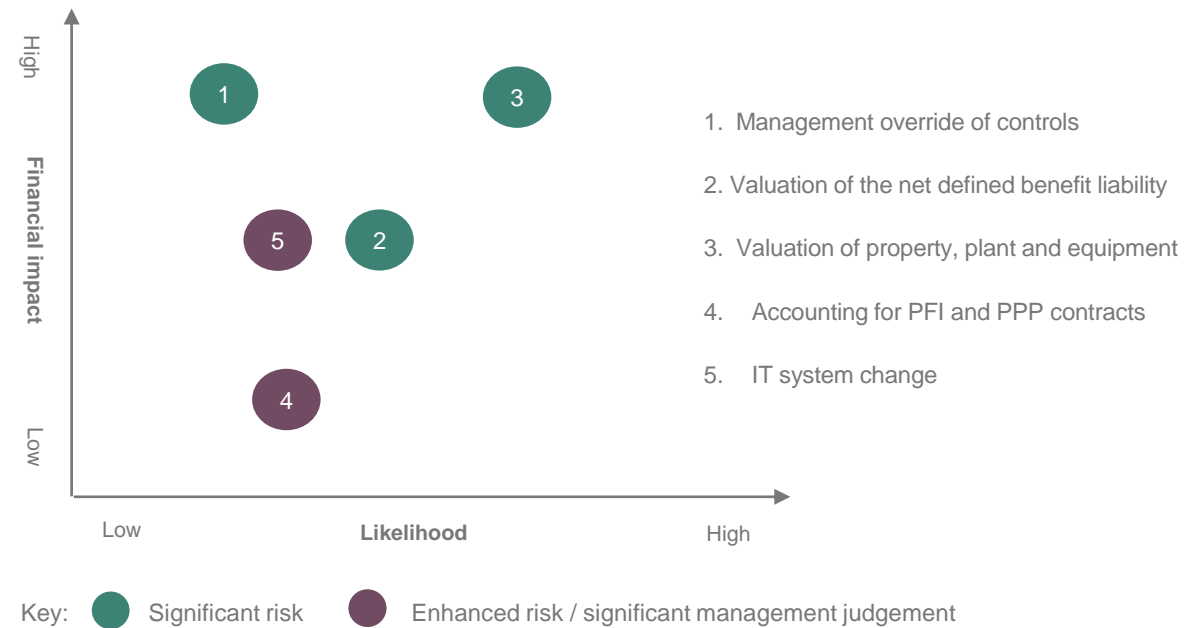 High
Financial impact
Low
1
3
5
2
4
Low
Likelihood
High
1. Management override of controls
2. Valuation of the net defined benefit liability
3. Valuation of property, plant and equipment
4. Accounting for PFI and PPP contracts
5. IT system change
Key: Significant risk Enhanced risk / significant management judgement